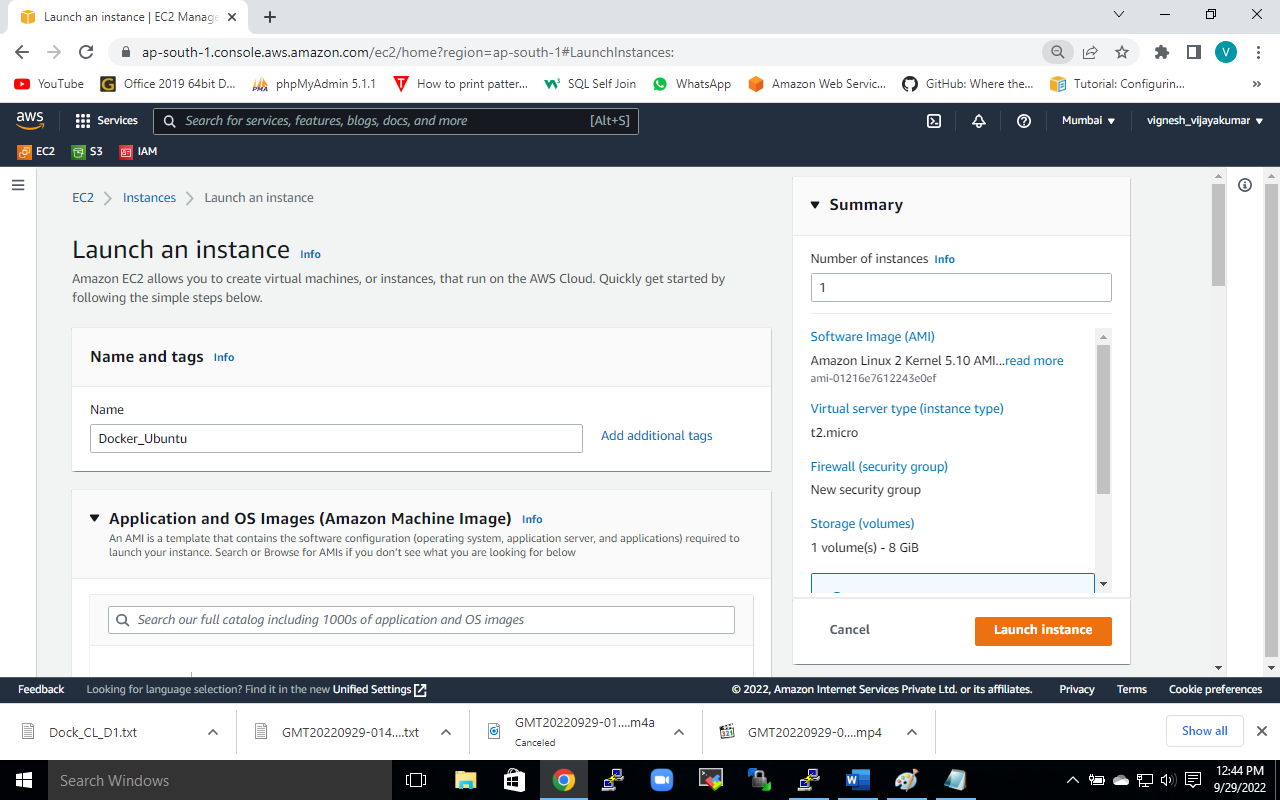 Launch an instance | EC2 Manage
ap-south-1.console.aws.amazon.com/ec2/home?region=ap-south-1#LaunchInstances:
V
YouTube
Office 2019 64bit D...
phpMyAdmin 5.1.1
How to print patter...
SQL Self Join
WhatsApp
Amazon Web Servic...
GitHub: Where the...
Tutorial: Configurin...
»
aws
Services
Search for services, features, blogs, docs, and more
[Alt+S]
Mumbai
vignesh_vijayakumar
EC2
S3
IAM
EC2
Instances
Launch an instance
Launch an instance Info
Amazon EC2 allows you to create virtual machines, or instances, that run on the AWS Cloud. Quickly get started by
following the simple steps below.
Name and tags Info
Name
Docker_Ubuntu
Add additional tags
Application and OS Images (Amazon Machine Image) Info
An AMI is a template that contains the software configuration (operating system, application server, and applications) required to
launch your instance. Search or Browse for AMIs if you don't see what you are looking for below
Search our full catalog including 1000s of application and OS images
Summary
Number of instances Info
1
Software Image (AMI)
Amazon Linux 2 Kernel 5.10 AMI...read more
ami-01216e7612243e0ef
Virtual server type (instance type)
t2.micro
Firewall (security group)
New security group
Storage (volumes)
1 volume(s) - 8 GiB
Cancel
Launch instance
Feedback
Looking for language selection? Find it in the new Unified Settings
© 2022, Amazon Internet Services Private Ltd. or its affiliates.
Privacy
Terms
Cookie preferences
Dock_CL_D1.txt
GMT20220929-014....txt
GMT20220929-01....m4a
Canceled
GMT20220929-0....mp4
Show all
Search Windows
12:44 PM
9/29/2022